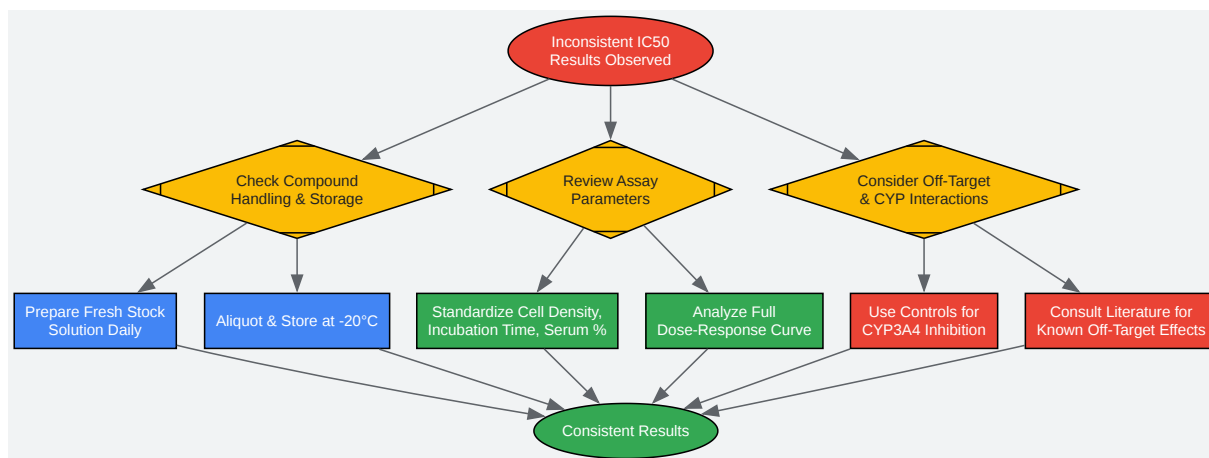 Inconsistent IC50
Results Observed
Check Compound
Handling & Storage
Review Assay
Parameters
Consider Off-Target
& CYP Interactions
Prepare Fresh Stock
Solution Daily
Aliquot & Store at -20°C
Standardize Cell Density,
Incubation Time, Serum %
Analyze Full
Dose-Response Curve
Use Controls for
CYP3A4 Inhibition
Consult Literature for
Known Off-Target Effects
Consistent Results